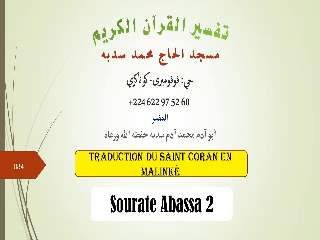 تفسير القرآن الكريم
مسجد الحاج محمد سديه
حي: فوفومبرى - كوناكري
+224 622 97 52 60
المفسر
أبو آدم محمد آدم سديه حفظه الله ورعاه
TRADUCTION DU SAINT CORAN EN
MALINKÉ
Sourate Abassa 2